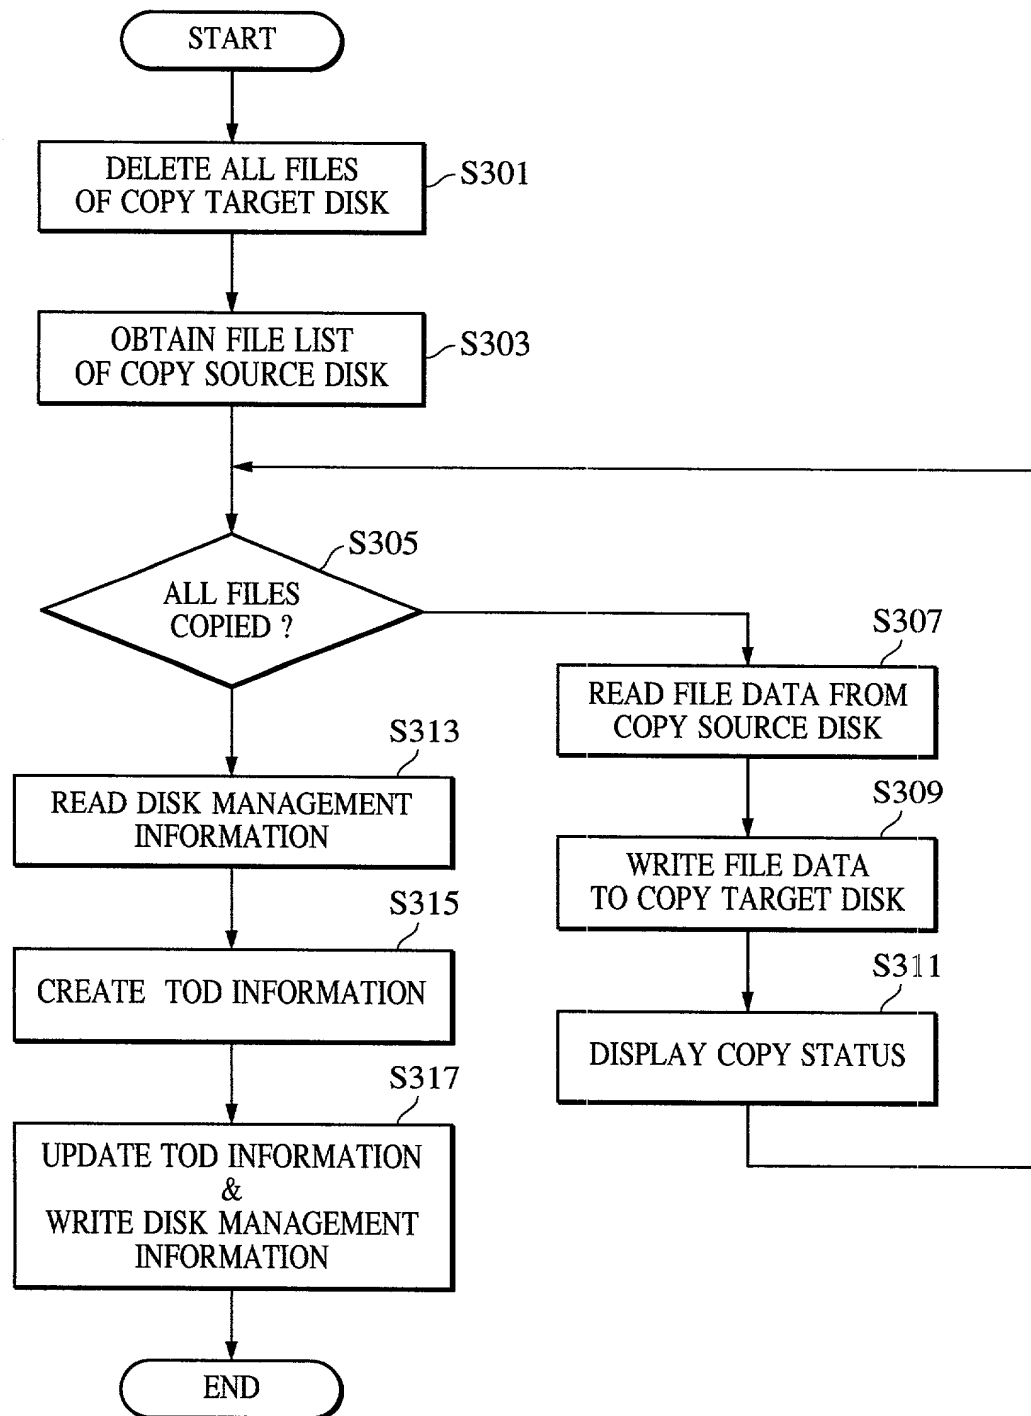 START
DELETE ALL FILES
OF COPY TARGET DISK
S301
OBTAIN FILE LIST
OF COPY SOURCE DISK
S303
S305
ALL FILES
COPIED ?
S307
READ FILE DATA FROM
COPY SOURCE DISK
S309
WRITE FILE DATA
TO COPY TARGET DISK
S311
DISPLAY COPY STATUS
S313
READ DISK MANAGEMENT
INFORMATION
S315
CREATE TOD INFORMATION
S317
UPDATE TOD INFORMATION
&
WRITE DISK MANAGEMENT
INFORMATION
END